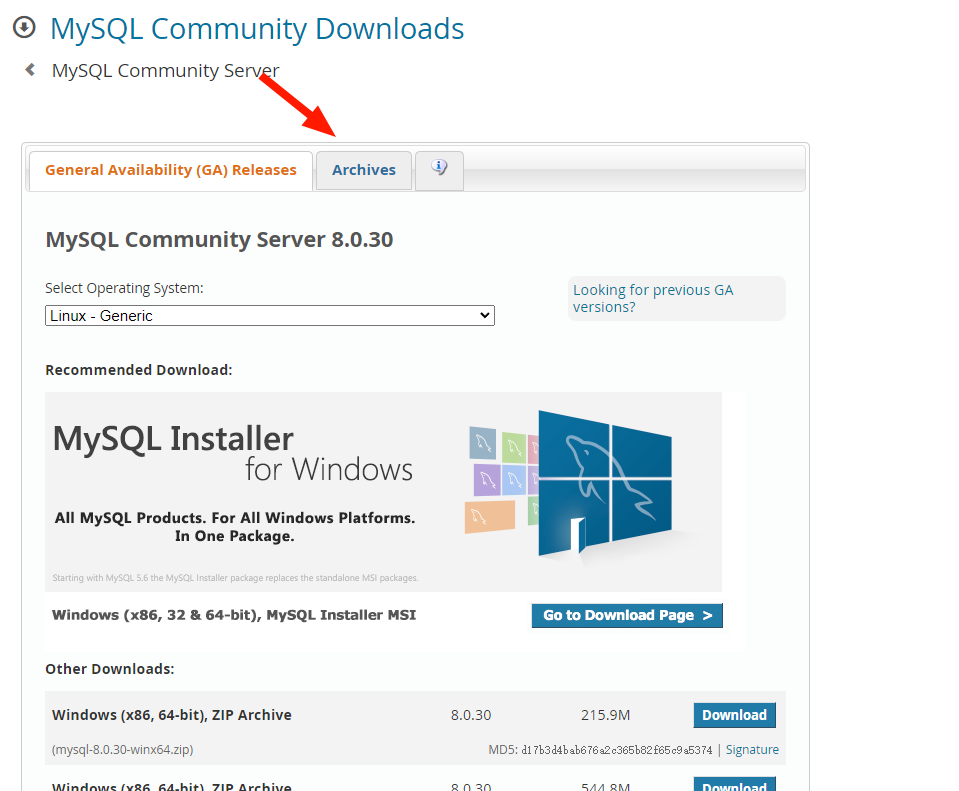 MySQL Community Downloads
MySQL Community Server
General Availability (GA) Releases
Archives
MySQL Community Server 8.0.30
Select Operating System:
Looking for previous GA
versions?
Linux - Generic
Recommended Download:
MySQL Installer
for Windows
All MySQL Products. For All Windows Platforms.
In One Package.
Starting with MySQL 5.6 the MySQL Installer package replaces the standalone MSI packages.
Windows (x86, 32 & 64-bit), MySQL Installer MSI
Go to Download Page >
Other Downloads:
Windows (x86, 64-bit), ZIP Archive 8.0.30 215.9M Download
(mysql-8.0.30-winx64.zip) MD5: d17b3d4bab676a2c365b82f65c9a5374 | Signature
Windows (x86, 64-bit), ZIP Archive 8.0.30 544.8M Download